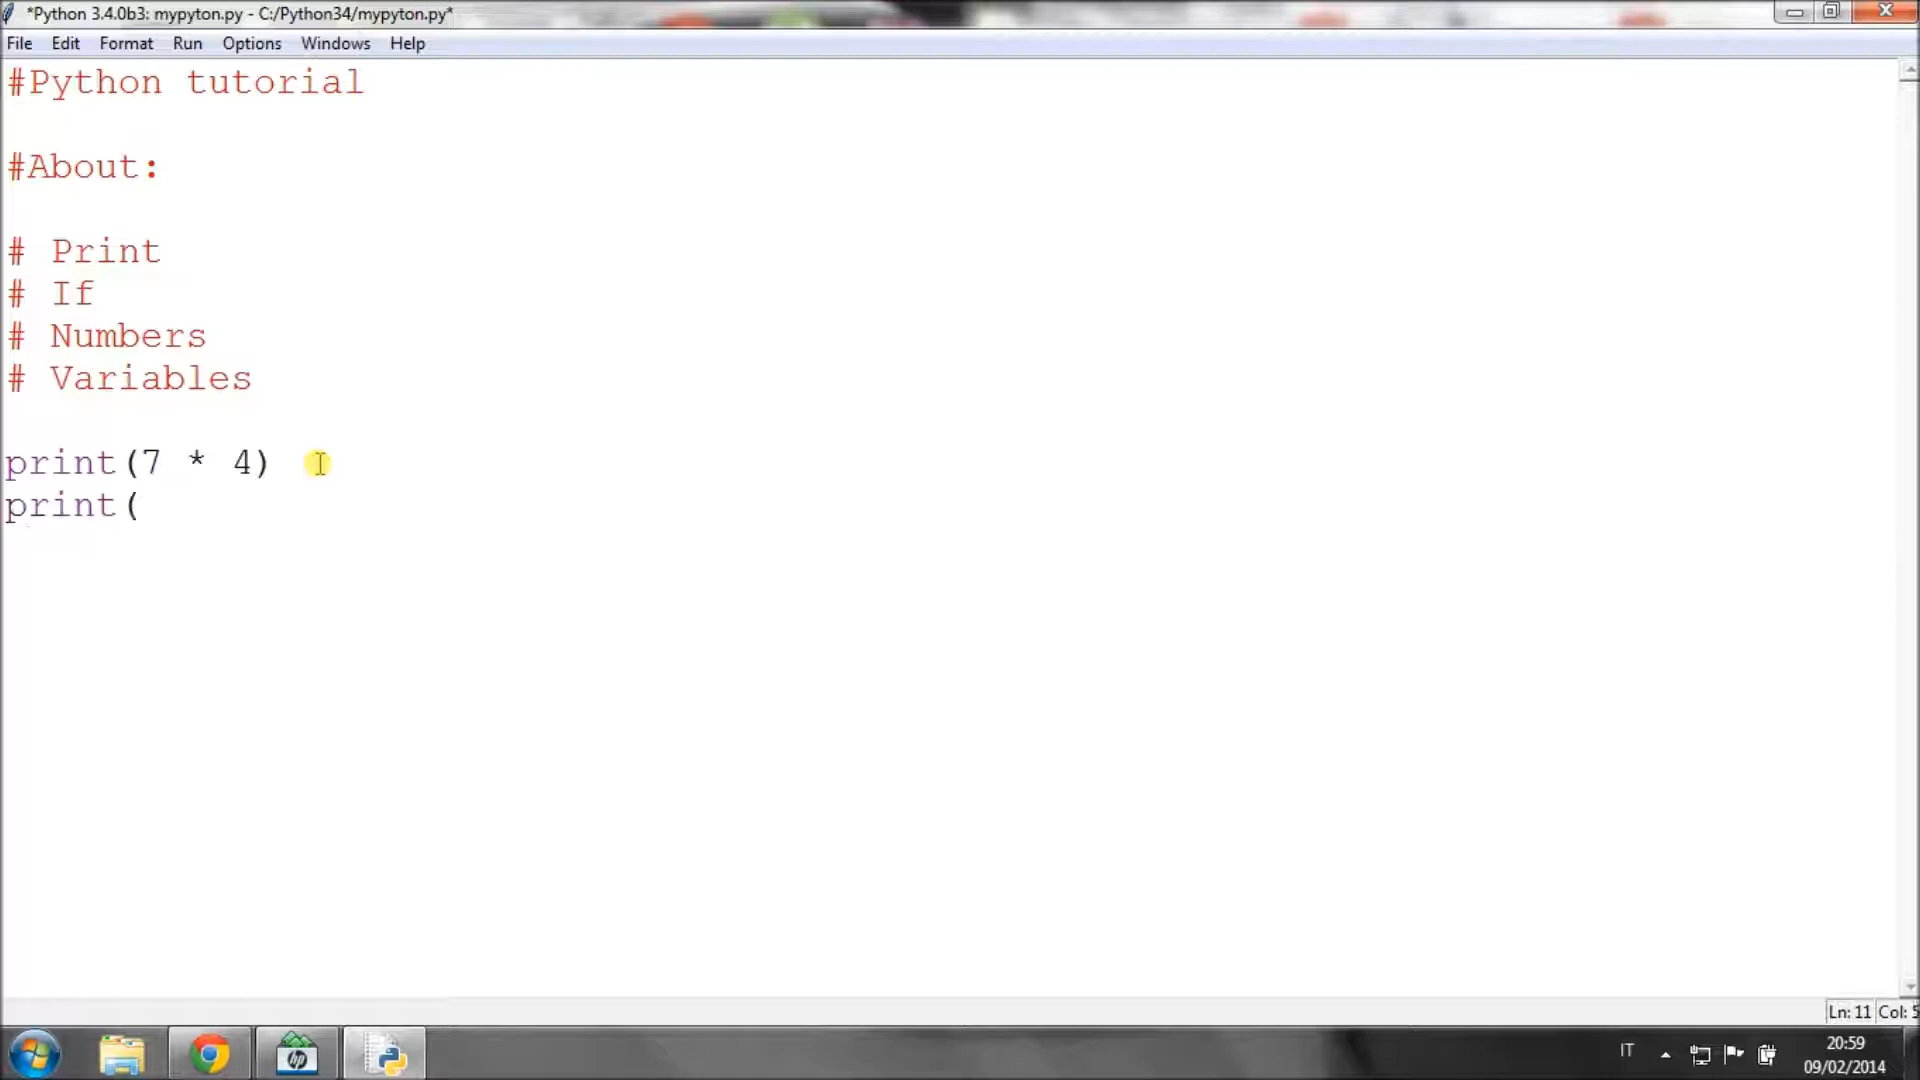 *Python 3.4.0b3: mypyton.py - C:/Python34/mypyton.py*
File Edit Format Run Options Windows Help
#Python tutorial
#About:
# Print
# If
# Numbers
# Variables
print(7 * 4)
print(
Ln: 11 Col: 5
IT
20:59
09/02/2014